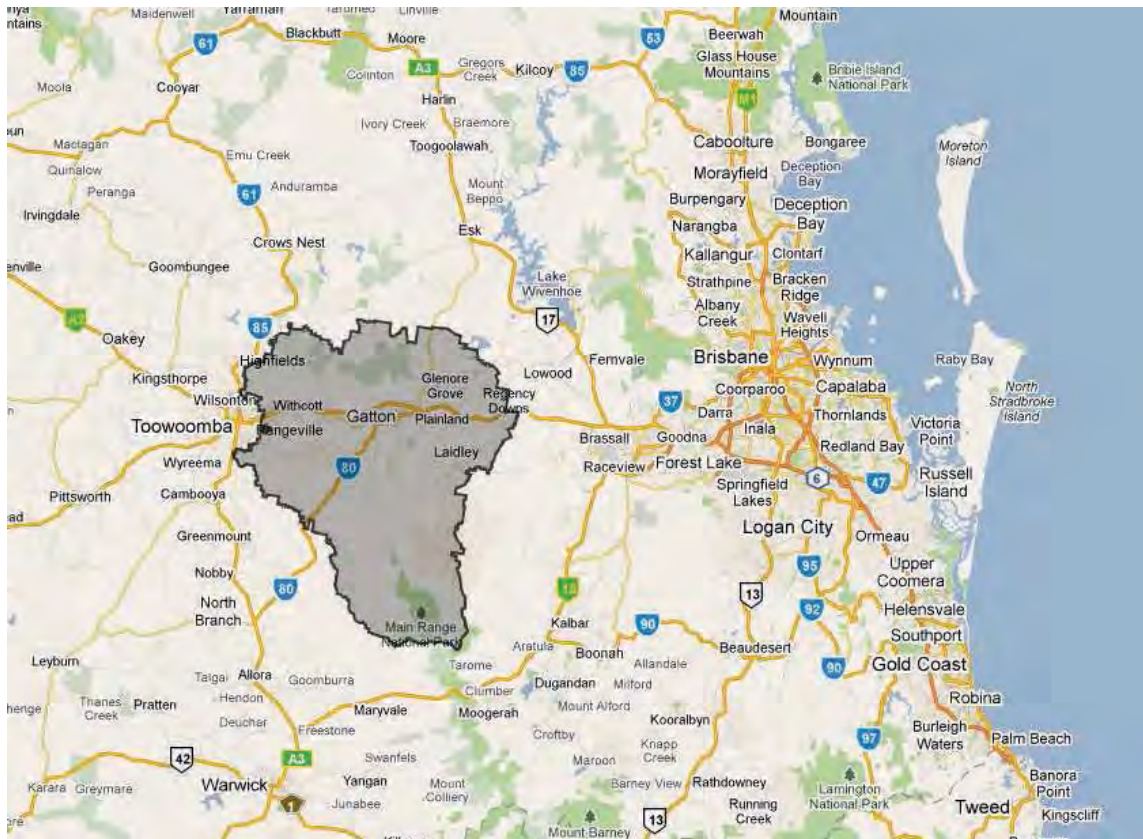 Maidenwell
Yarraman
Tarumeo
Linville
Mountain
ntains
61
Blackbutt
Moore
53
Beerwah
Glass House
Mountains
A3
Gregors
Creek
Kilcoy
85
Colnton
Bribie Island
National Park
Moola
Cooyar
Harlin
M1
Ivory Creek
Braemore
Maclagan
Toogoolawah
Caboolture
Bongaree
Moreton
Island
Quinalow
Emu Creek
Morayfield
Deception
Bay
Peranga
61
Anduramba
Mount
Beppo
Burpengary
Deception
Bay
Irvingdale
Esk
Narangba
Crows Nest
Kallangur
Clontarf
enville
Goombungee
Lake
Wivenhoe
Strathpine
Bracken
Ridge
17
Albany
Creek
Wavell
Heights
85
Oakey
Highfields
Fernvale
Brisbane
Wynnum
Raby Bay
Kingsthorpe
Glenore
Grove
Lowood
Coorparoo
Capalaba
North
Stradbroke
Island
Wilsonton
Withcott
Gatton
Plainland
Regency
Downs
37
Darra
Thornlands
Victoria
Point
Toowoomba
Rangeville
Brassall
Goodna
Inala
Redland Bay
Wyreema
Laidley
Raceview
Forest Lake
Russell
Island
80
6
47
Pittsworth
Cambooya
Springfield
Lakes
Logan City
ead
Greenmount
Ormeau
Nobby
80
95
Upper
Coomera
North
Branch
13
92
Helensvale
Main Range
National Park
Kalbar
90
Southport
Leyburn
Aratula
Boonah
Beaudesert
90
Gold Coast
Talgai
Allora
Goomburra
Tarome
Allandale
henge
Thanes
Creek
Pratten
Hendon
Clumber
Dugandan
Milford
Robina
Deuchar
Maryvale
Moogerah
Mount Alford
Kooralbyn
Burleigh
Waters
Freestone
Croftby
97
Palm Beach
42
A3
Swanfels
Maroon
Knapp
Creek
Karara
Greymare
Warwick
Yangan
Mount
Colliery
Barney View
Rathdowney
Lamington
National Park
Banora
Point
1
Junabee
13
Running
Creek
Tweed
Kingscliff
Mount Barney